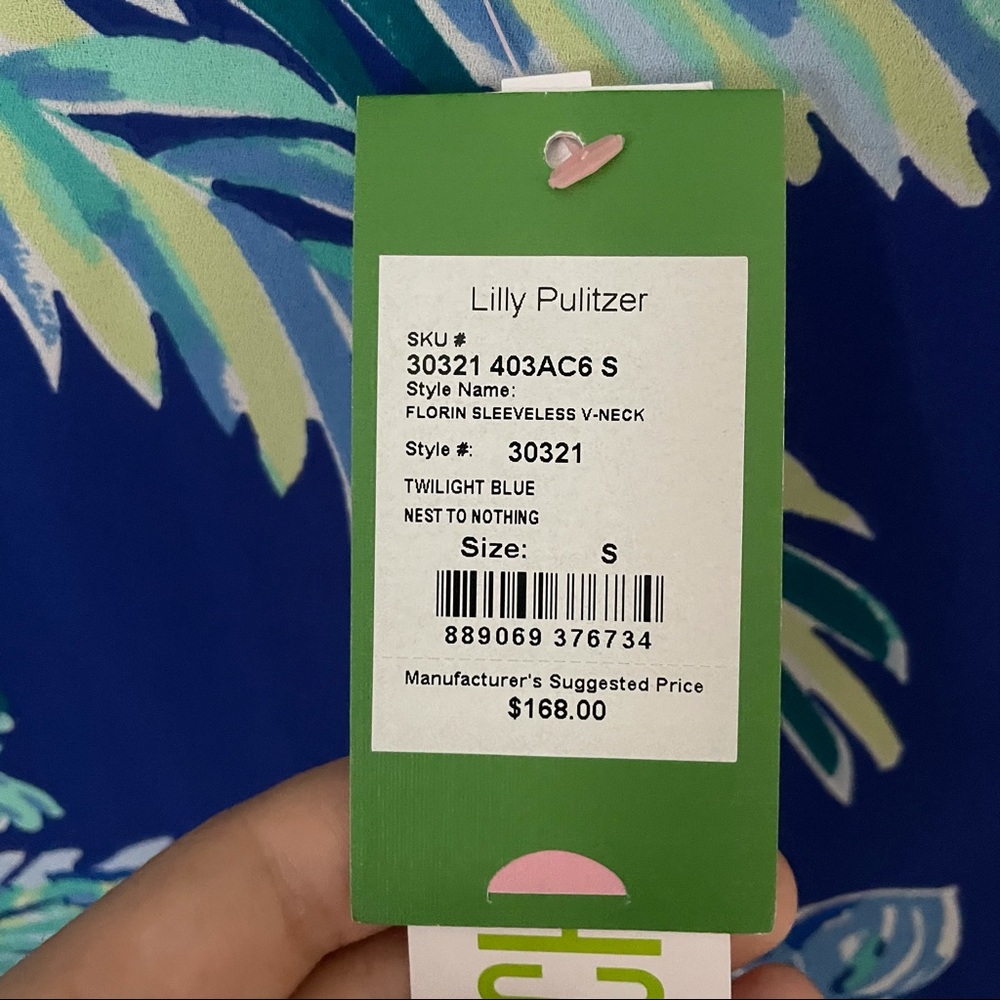 Lilly Pulitzer
SKU #
30321 403AC6 S
Style Name:
FLORIN SLEEVELESS V-NECK
Style #: 30321
TWILIGHT BLUE
NEST TO NOTHING
Size: S
889069 376734
Manufacturer's Suggested Price
$168.00
CH